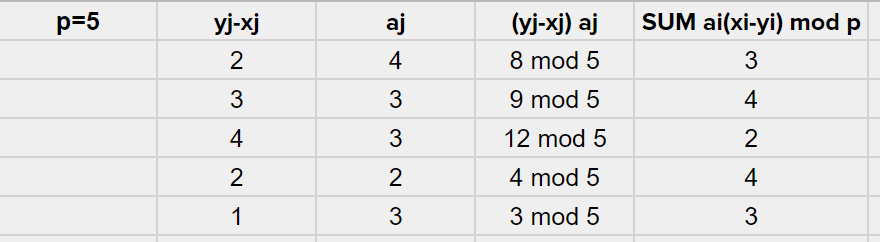 p=5 yj-xj aj (yj-xj) aj SUM ai(xi-yi) mod p
2 4 8 mod 5 3
3 3 9 mod 5 4
4 3 12 mod 5 2
2 2 4 mod 5 4
1 3 3 mod 5 3